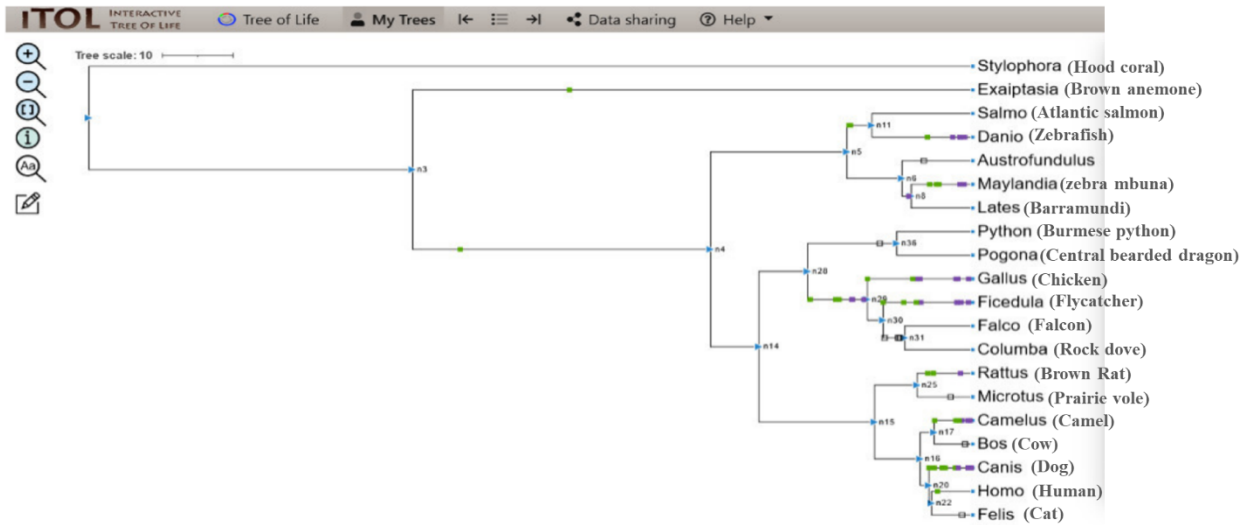 iTOL INTERACTIVE TREE OF LIFE Tree of Life My Trees Data sharing Help
Tree scale: 10
Aa
Stylophora (Hood coral)
Exaiptasia (Brown anemone)
Salmo (Atlantic salmon)
n11
Danio (Zebrafish)
n5
Austrofundulus
n6
Maylandia (zebra mbuna)
n3
n8
Lates (Barramundi)
Python (Burmese python)
n36
n4
Pogona (Central bearded dragon)
n28
Gallus (Chicken)
n29
Ficedula (Flycatcher)
n30
Falco (Falcon)
n31
n14
Columba (Rock dove)
Rattus (Brown Rat)
n25
Microtus (Prairie vole)
n15
Camelus (Camel)
n17
Bos (Cow)
n16
Canis (Dog)
n20
Homo (Human)
n22
Felis (Cat)